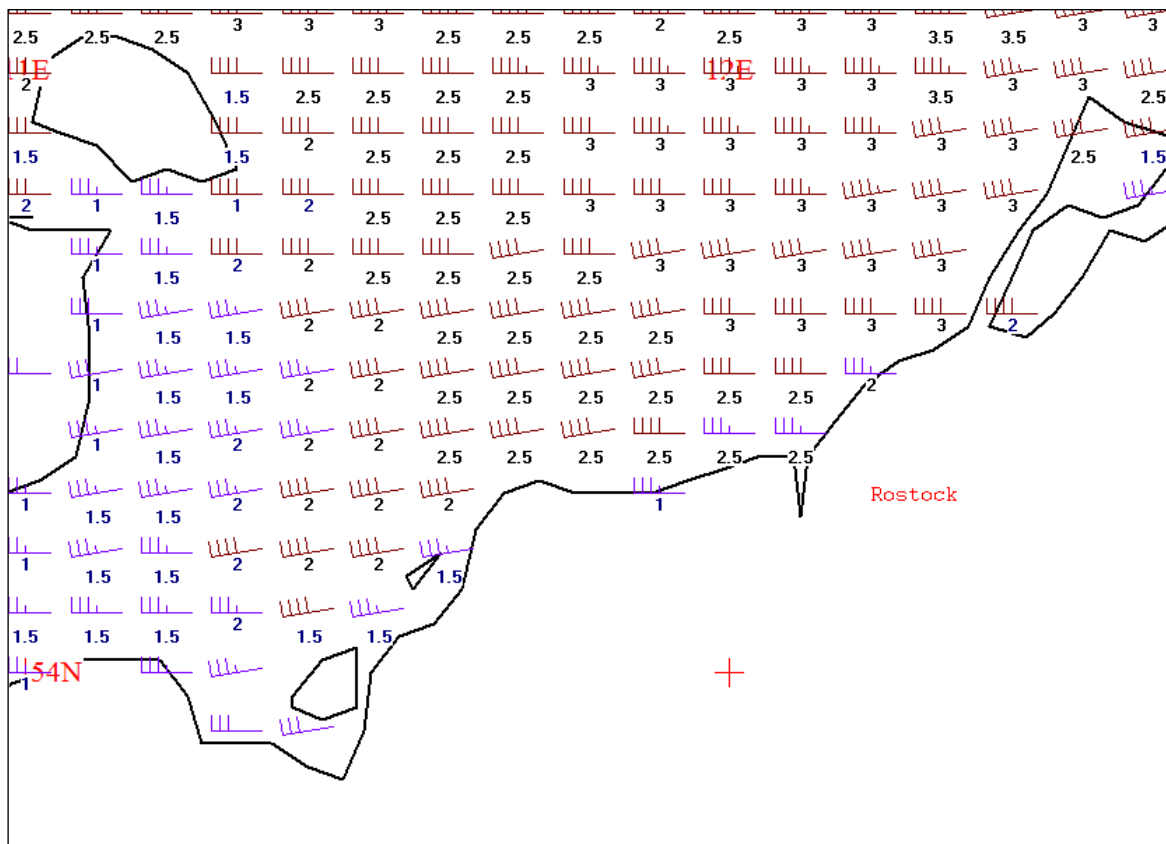 3 3 2 3 3 3
2.5 2.5 2.5 2.5 2.5 2.5 2.5 3.5 3.5
1E 12E
2 3 3 3 3 3 3 3 3
1.5 2.5 2.5 2.5 2.5 2.5 3.5 2.5
2 3 3 3 3 3 3 3
1.5 1.5 2.5 2.5 2.5 2.5 1.5
2 1 1 2 3 3 3 3 3 3 3
1.5 2.5 2.5 2.5
1 2 2 3 3 3 3 3
1.5 2.5 2.5 2.5 2.5
1 2 2 3 3 3 3 2
1.5 1.5 2.5 2.5 2.5 2.5
1 2 2 2
1.5 1.5 2.5 2.5 2.5 2.5 2.5 2.5
1 2 2 2
1.5 2.5 2.5 2.5 2.5 2.5 2.5
1 2 2 2 2 1 Rostock
1.5 1.5
1 2 2 2
1.5 1.5 1.5
2
1.5 1.5 1.5 1.5 1.5
54N
1